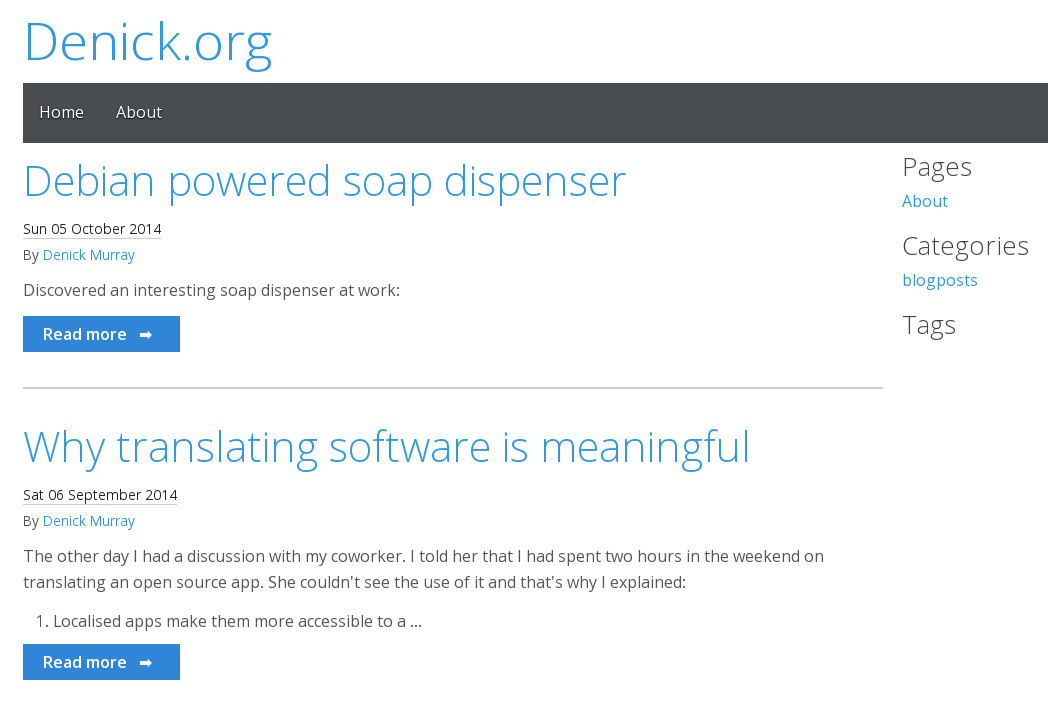 Denick.org
Home About
Debian powered soap dispenser
Sun 05 October 2014
By Denick Murray
Discovered an interesting soap dispenser at work:
Read more ➡
Why translating software is meaningful
Sat 06 September 2014
By Denick Murray
The other day I had a discussion with my coworker. I told her that I had spent two hours in the weekend on
translating an open source app. She couldn't see the use of it and that's why I explained:
1. Localised apps make them more accessible to a ...
Read more ➡
Pages
About
Categories
blogposts
Tags